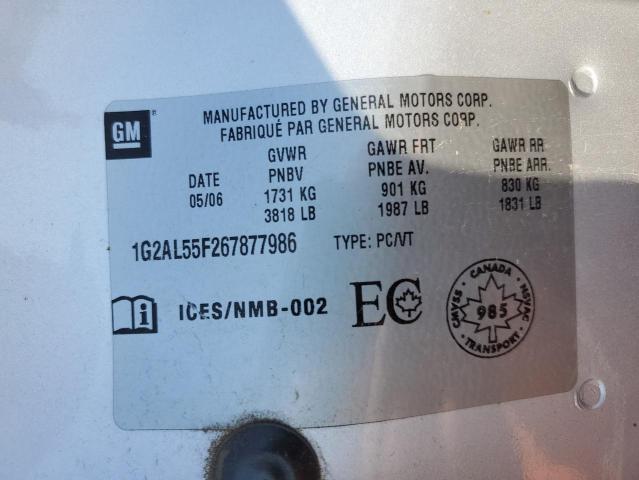 GM
MANUFACTURED BY GENERAL MOTORS CORP.
FABRIQUÉ PAR GENERAL MOTORS CORP.
DATE
05/06
GVWR
PNBV
1731 KG
3818 LB
GAWR FRT
PNBE AV.
901 KG
1987 LB
GAWR RR
PNBE ARR.
830 KG
1831 LB
1G2AL55F267877986 TYPE: PC/VT
i ICES/NMB-002 EC
CANADA
CMVSS 985 NSVAC
TRANSPORT